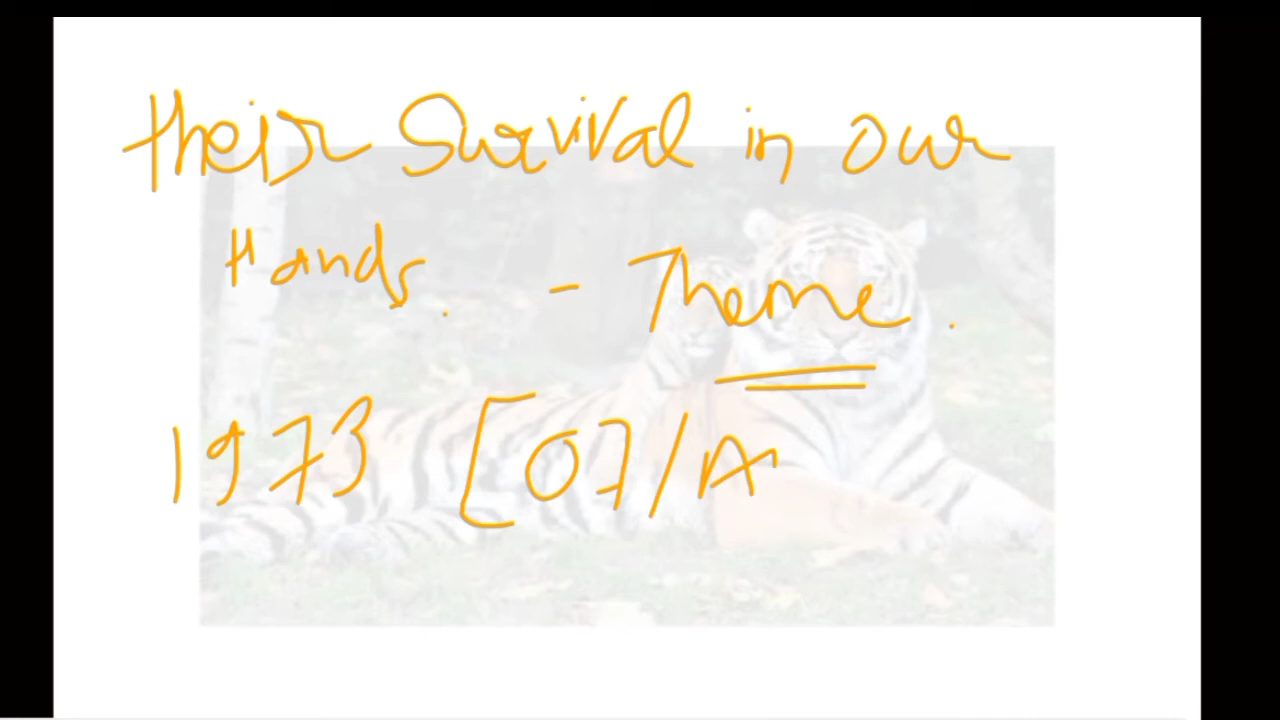 their Survival in our
Hands. - Theme.
1973 [07/A